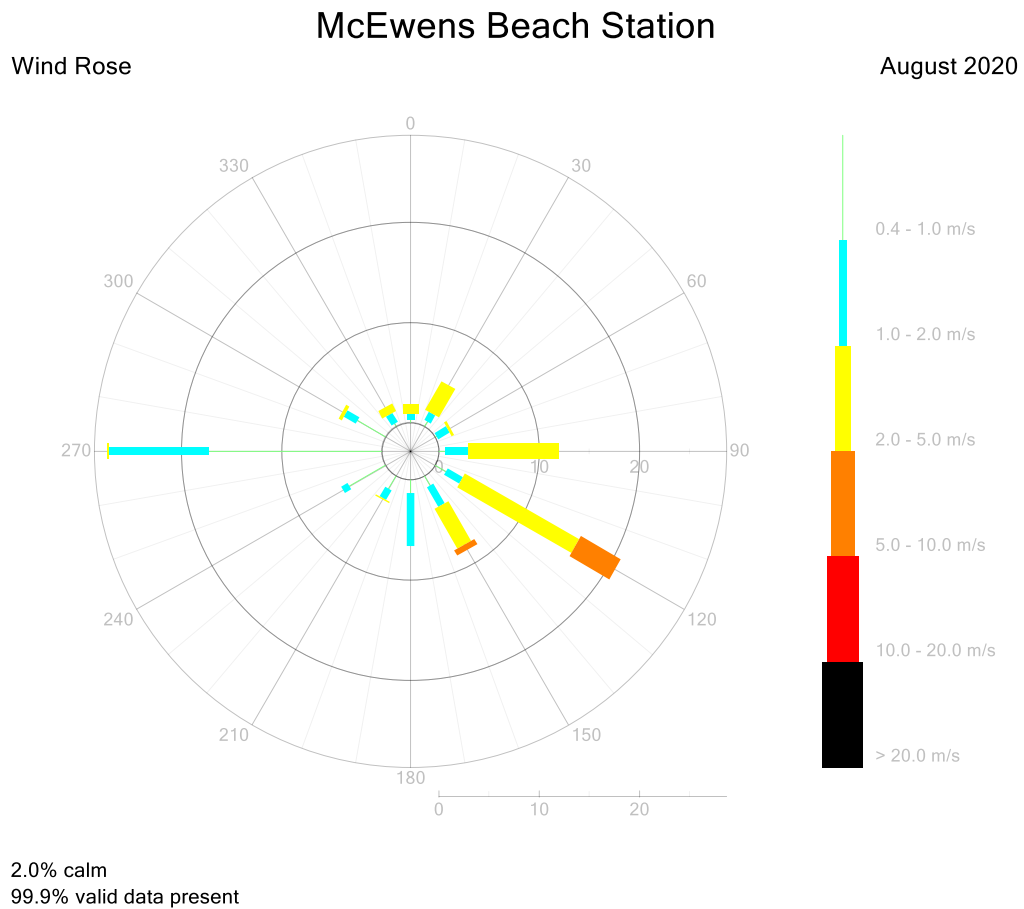 McEwens Beach Station
Wind Rose
August 2020
0
330
30
300
60
270
0
10
20
90
240
120
210
150
180
0
10
20
0.4 - 1.0 m/s
1.0 - 2.0 m/s
2.0 - 5.0 m/s
5.0 - 10.0 m/s
10.0 - 20.0 m/s
> 20.0 m/s
2.0% calm
99.9% valid data present